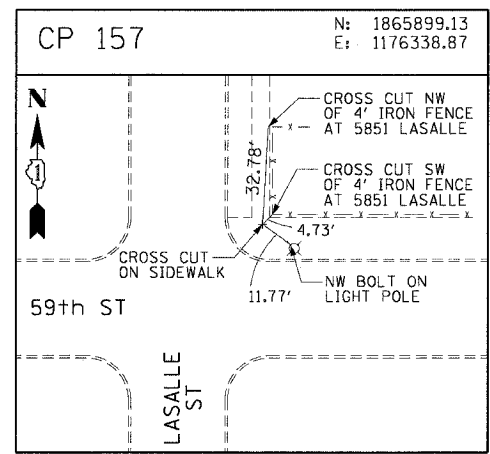 CP 157
N: 1865899.13
E: 1176338.87
N
1
CROSS CUT NW
OF 4' IRON FENCE
AT 5851 LASALLE
32.78'
CROSS CUT SW
OF 4' IRON FENCE
AT 5851 LASALLE
4.73'
CROSS CUT
ON SIDEWALK
11.77'
NW BOLT ON
LIGHT POLE
59th ST
LASALLE
ST